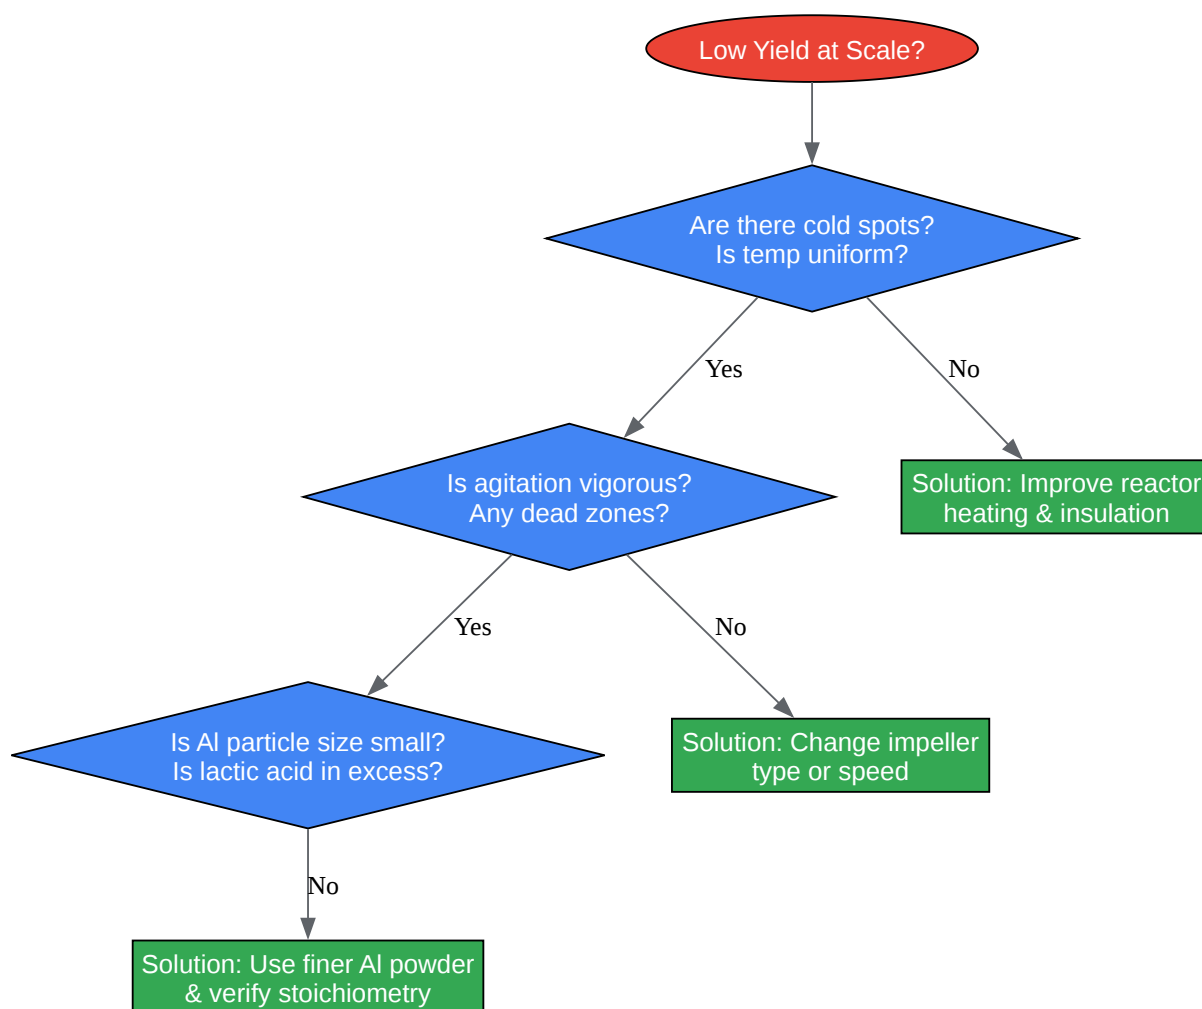 Low Yield at Scale?
Are there cold spots?
Is temp uniform?
Yes
No
Is agitation vigorous?
Any dead zones?
Solution: Improve reactor
heating & insulation
Yes
No
Is Al particle size small?
Is lactic acid in excess?
Solution: Change impeller
type or speed
No
Solution: Use finer Al powder
& verify stoichiometry